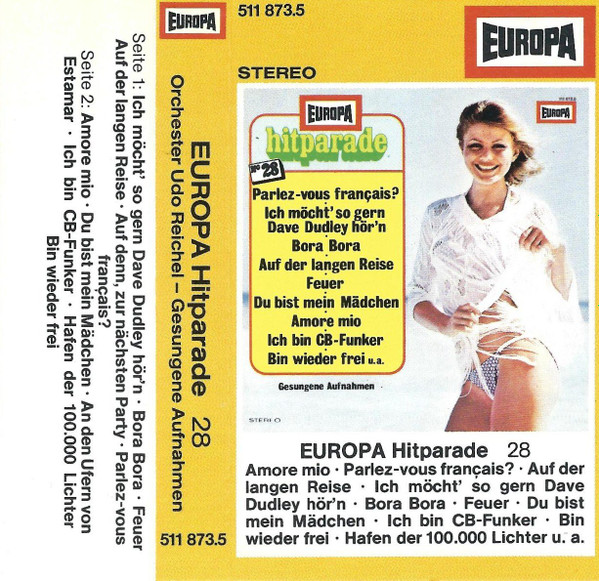 Seite 1: Ich möcht' so gern Dave Dudley hör'n · Bora Bora · Feuer
Auf der langen Reise · Auf denn, zur nächsten Party · Parlez-vous
français?
Seite 2: Amore mio · Du bist mein Mädchen · An den Ufern von
Estamar · Ich bin CB-Funker · Hafen der 100.000 Lichter
Bin wieder frei
EUROPA
EUROPA Hitparade 28
Orchester Udo Reichel – Gesungene Aufnahmen
511 873.5
511 873.5
EUROPA
STEREO
EUROPA
EUROPA
hitparade
No 28
Parlez-vous français?
Ich möcht' so gern
Dave Dudley hör'n
Bora Bora
Auf der langen Reise
Feuer
Du bist mein Mädchen
Amore mio
Ich bin CB-Funker
Bin wieder frei u.a.
Gesungene Aufnahmen
STEREO
EUROPA Hitparade 28
Amore mio · Parlez-vous français? · Auf der
langen Reise · Ich möcht' so gern Dave
Dudley hör'n · Bora Bora · Feuer · Du bist
mein Mädchen · Ich bin CB-Funker · Bin
wieder frei · Hafen der 100.000 Lichter u. a.